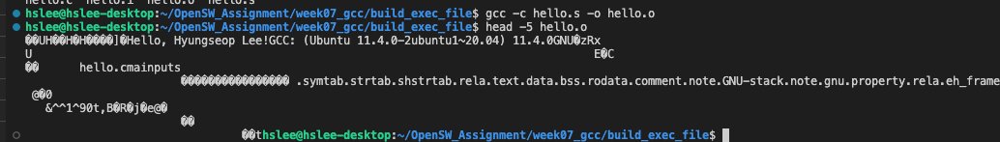 hello.c  hello.i  hello.o  hello.s
hslee@hslee-desktop:~/OpenSW_Assignment/week07_gcc/build_exec_file$ gcc -c hello.s -o hello.o
hslee@hslee-desktop:~/OpenSW_Assignment/week07_gcc/build_exec_file$ head -5 hello.o
��UH��H�H����]�Hello, Hyungseop Lee!GCC: (Ubuntu 11.4.0-2ubuntu1~20.04) 11.4.0GNU�zRx
U E�C
�� hello.cmainputs
�������������������� .symtab.strtab.shstrtab.rela.text.data.bss.rodata.comment.note.GNU-stack.note.gnu.property.rela.eh_frame
@�0
&^^1^90t,B�R�j�e@�
��
��thslee@hslee-desktop:~/OpenSW_Assignment/week07_gcc/build_exec_file$